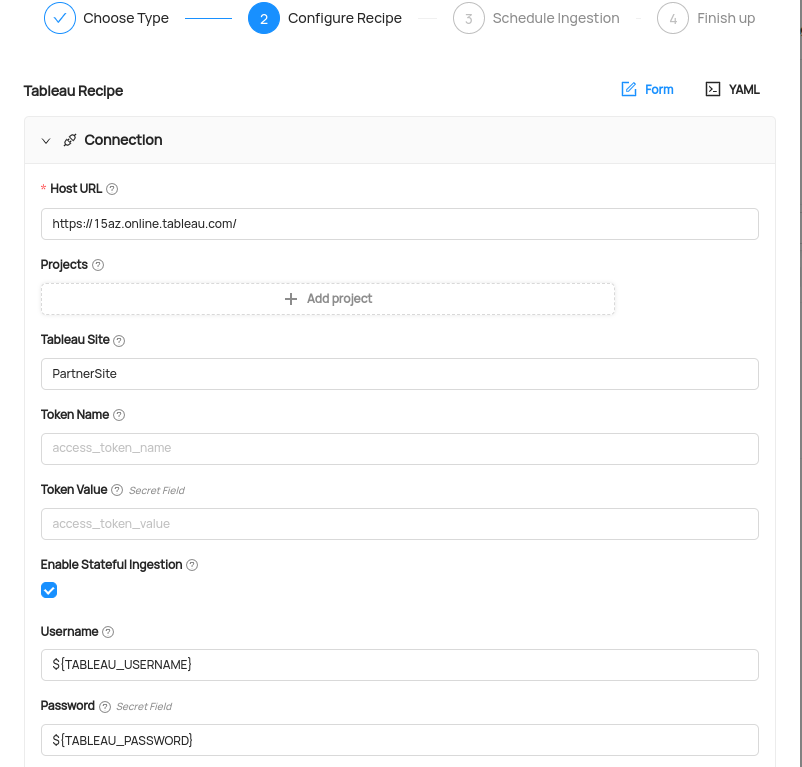 Choose Type 2 Configure Recipe 3 Schedule Ingestion 4 Finish up
Tableau Recipe Form YAML
Connection
* Host URL ?
https://15az.online.tableau.com/
Projects ?
+ Add project
Tableau Site ?
PartnerSite
Token Name ?
access_token_name
Token Value ? Secret Field
access_token_value
Enable Stateful Ingestion ?
Username ?
${TABLEAU_USERNAME}
Password ? Secret Field
${TABLEAU_PASSWORD}